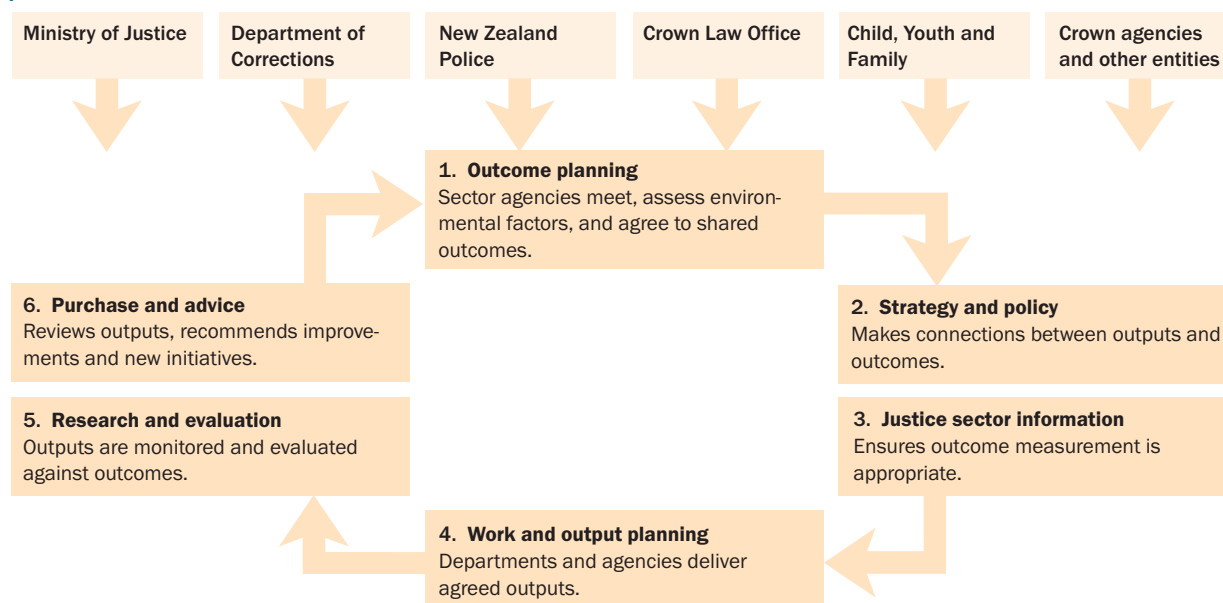 Ministry of Justice
Department of
Corrections
New Zealand
Police
Crown Law Office
Child, Youth and
Family
Crown agencies
and other entities
1. Outcome planning
Sector agencies meet, assess environ-
mental factors, and agree to shared
outcomes.
2. Strategy and policy
Makes connections between outputs and
outcomes.
3. Justice sector information
Ensures outcome measurement is
appropriate.
4. Work and output planning
Departments and agencies deliver
agreed outputs.
5. Research and evaluation
Outputs are monitored and evaluated
against outcomes.
6. Purchase and advice
Reviews outputs, recommends improve-
ments and new initiatives.